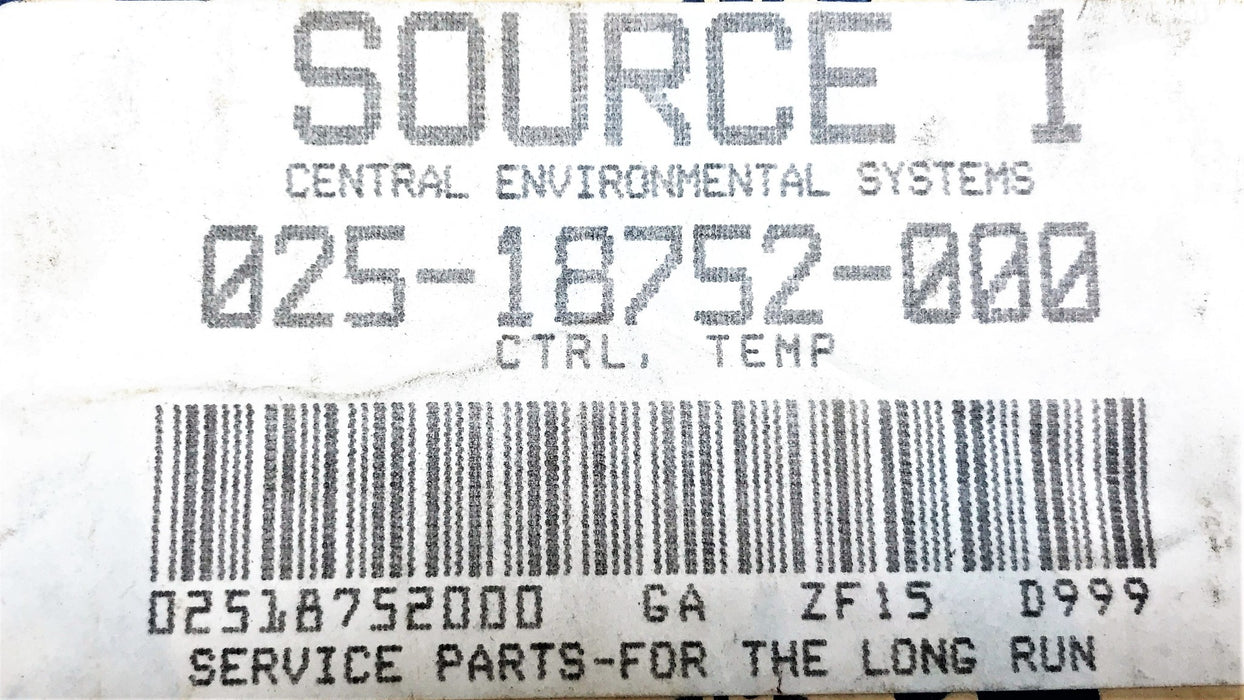 SOURCE 1
CENTRAL ENVIRONMENTAL SYSTEMS
025-18752-000
CTRL, TEMP
02518752000 GA ZF15 D999
SERVICE PARTS-FOR THE LONG RUN